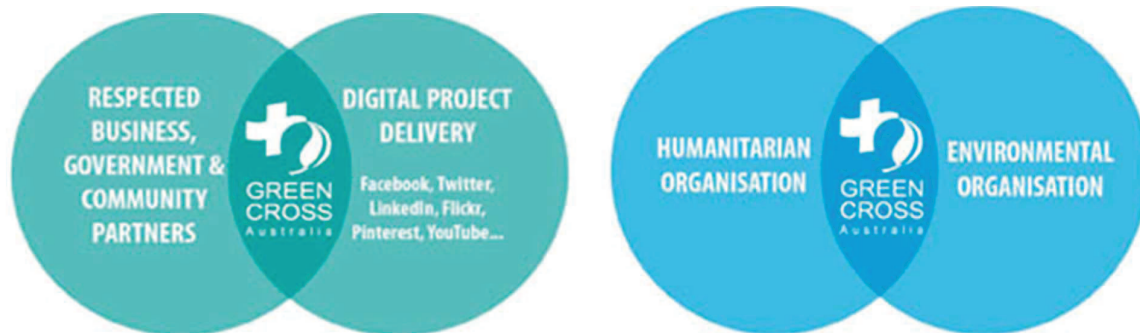 RESPECTED
BUSINESS,
GOVERNMENT &
COMMUNITY
PARTNERS
GREEN
CROSS
Australia
DIGITAL PROJECT
DELIVERY
Facebook, Twitter,
LinkedIn, Flickr,
Pinterest, YouTube...
HUMANITARIAN
ORGANISATION
GREEN
CROSS
Australia
ENVIRONMENTAL
ORGANISATION